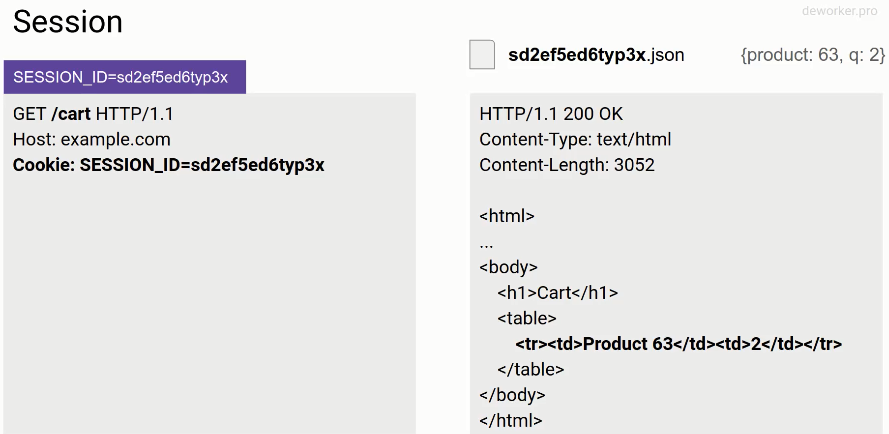 deworker.pro
Session
sd2ef5ed6typ3x.json {product: 63, q: 2}
SESSION_ID=sd2ef5ed6typ3x
GET /cart HTTP/1.1
Host: example.com
Cookie: SESSION_ID=sd2ef5ed6typ3x
HTTP/1.1 200 OK
Content-Type: text/html
Content-Length: 3052
<html>
...
<body>
<h1>Cart</h1>
<table>
<tr><td>Product 63</td><td>2</td></tr>
</table>
</body>
</html>